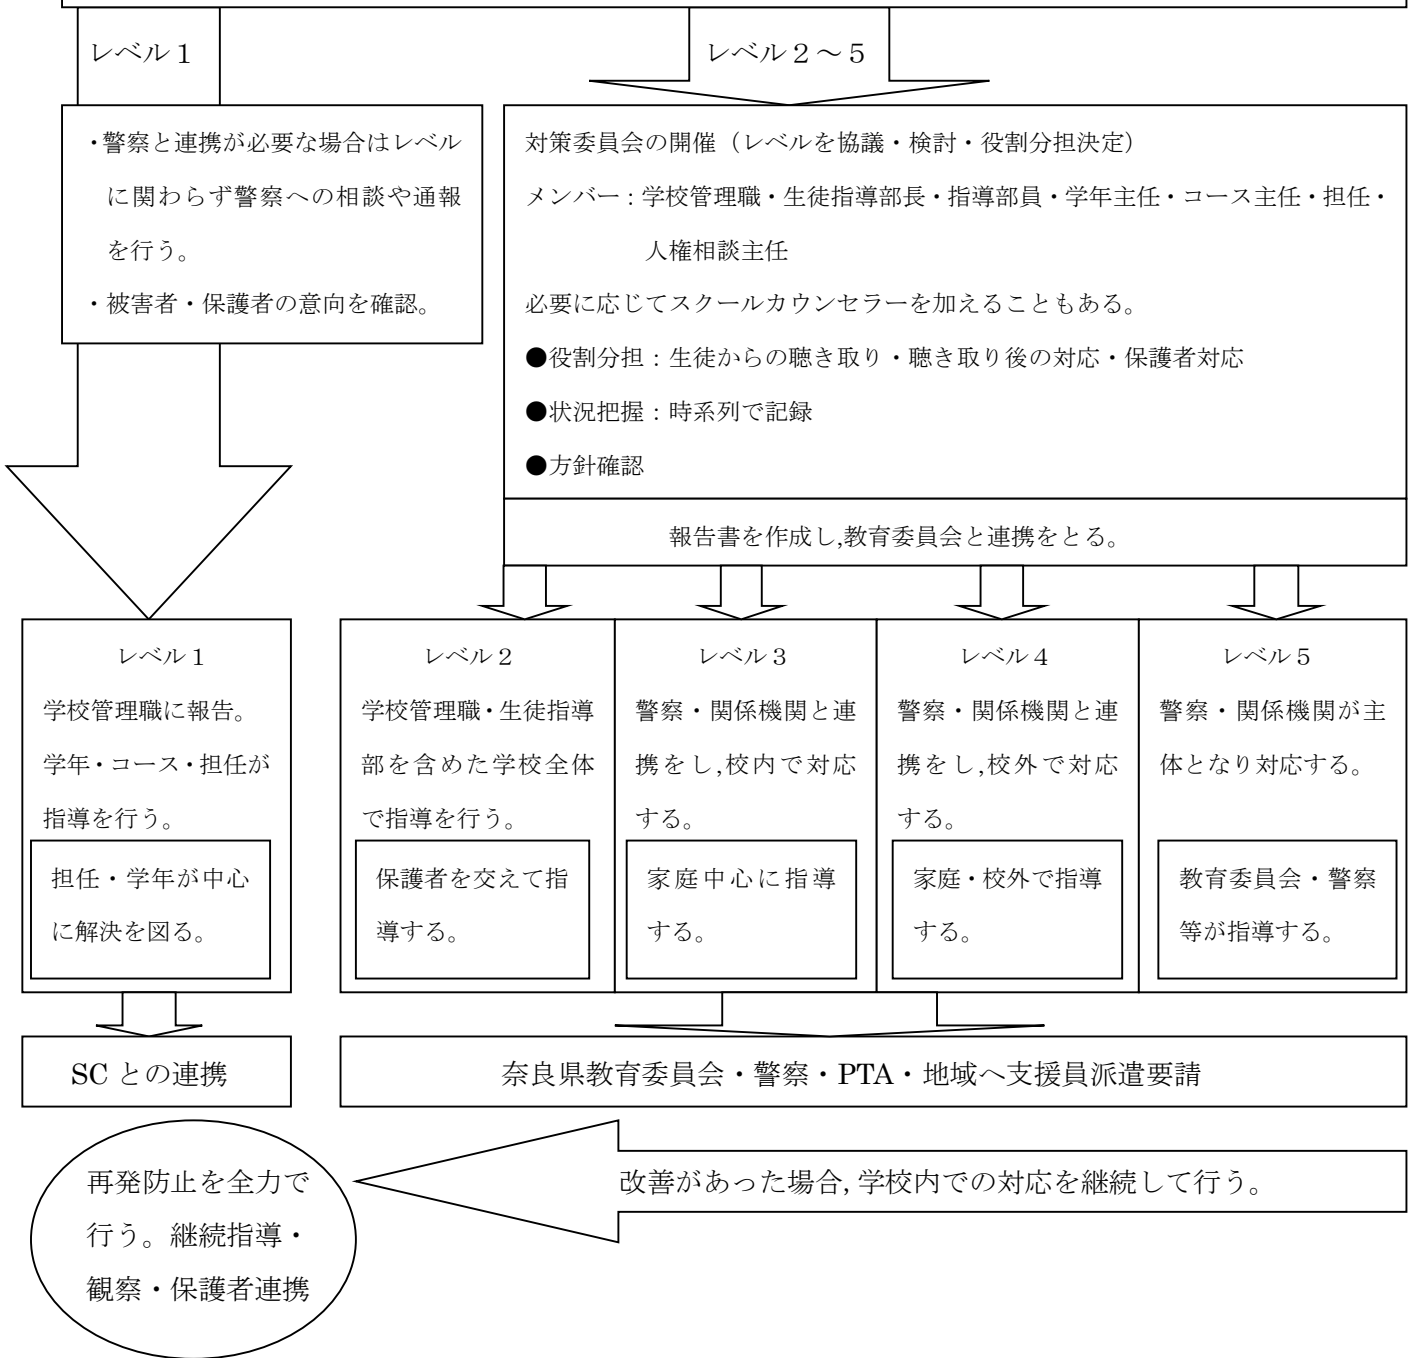 レベル１
レベル２～５
・警察と連携が必要な場合はレベル
に関わらず警察への相談や通報
を行う。
・被害者・保護者の意向を確認。
対策委員会の開催（レベルを協議・検討・役割分担決定）
メンバー：学校管理職・生徒指導部長・指導部員・学年主任・コース主任・担任・
人権相談主任
必要に応じてスクールカウンセラーを加えることもある。
●役割分担：生徒からの聴き取り・聴き取り後の対応・保護者対応
●状況把握：時系列で記録
●方針確認
報告書を作成し,教育委員会と連携をとる。
レベル１
学校管理職に報告。
学年・コース・担任が
指導を行う。
担任・学年が中心
に解決を図る。
レベル２
学校管理職・生徒指導
部を含めた学校全体
で指導を行う。
保護者を交えて指
導する。
レベル３
警察・関係機関と連
携をし,校内で対応
する。
家庭中心に指導
する。
レベル４
警察・関係機関と連
携をし,校外で対応
する。
家庭・校外で指導
する。
レベル５
警察・関係機関が主
体となり対応する。
教育委員会・警察
等が指導する。
SC との連携
奈良県教育委員会・警察・PTA・地域へ支援員派遣要請
改善があった場合,学校内での対応を継続して行う。
再発防止を全力で
行う。継続指導・
観察・保護者連携